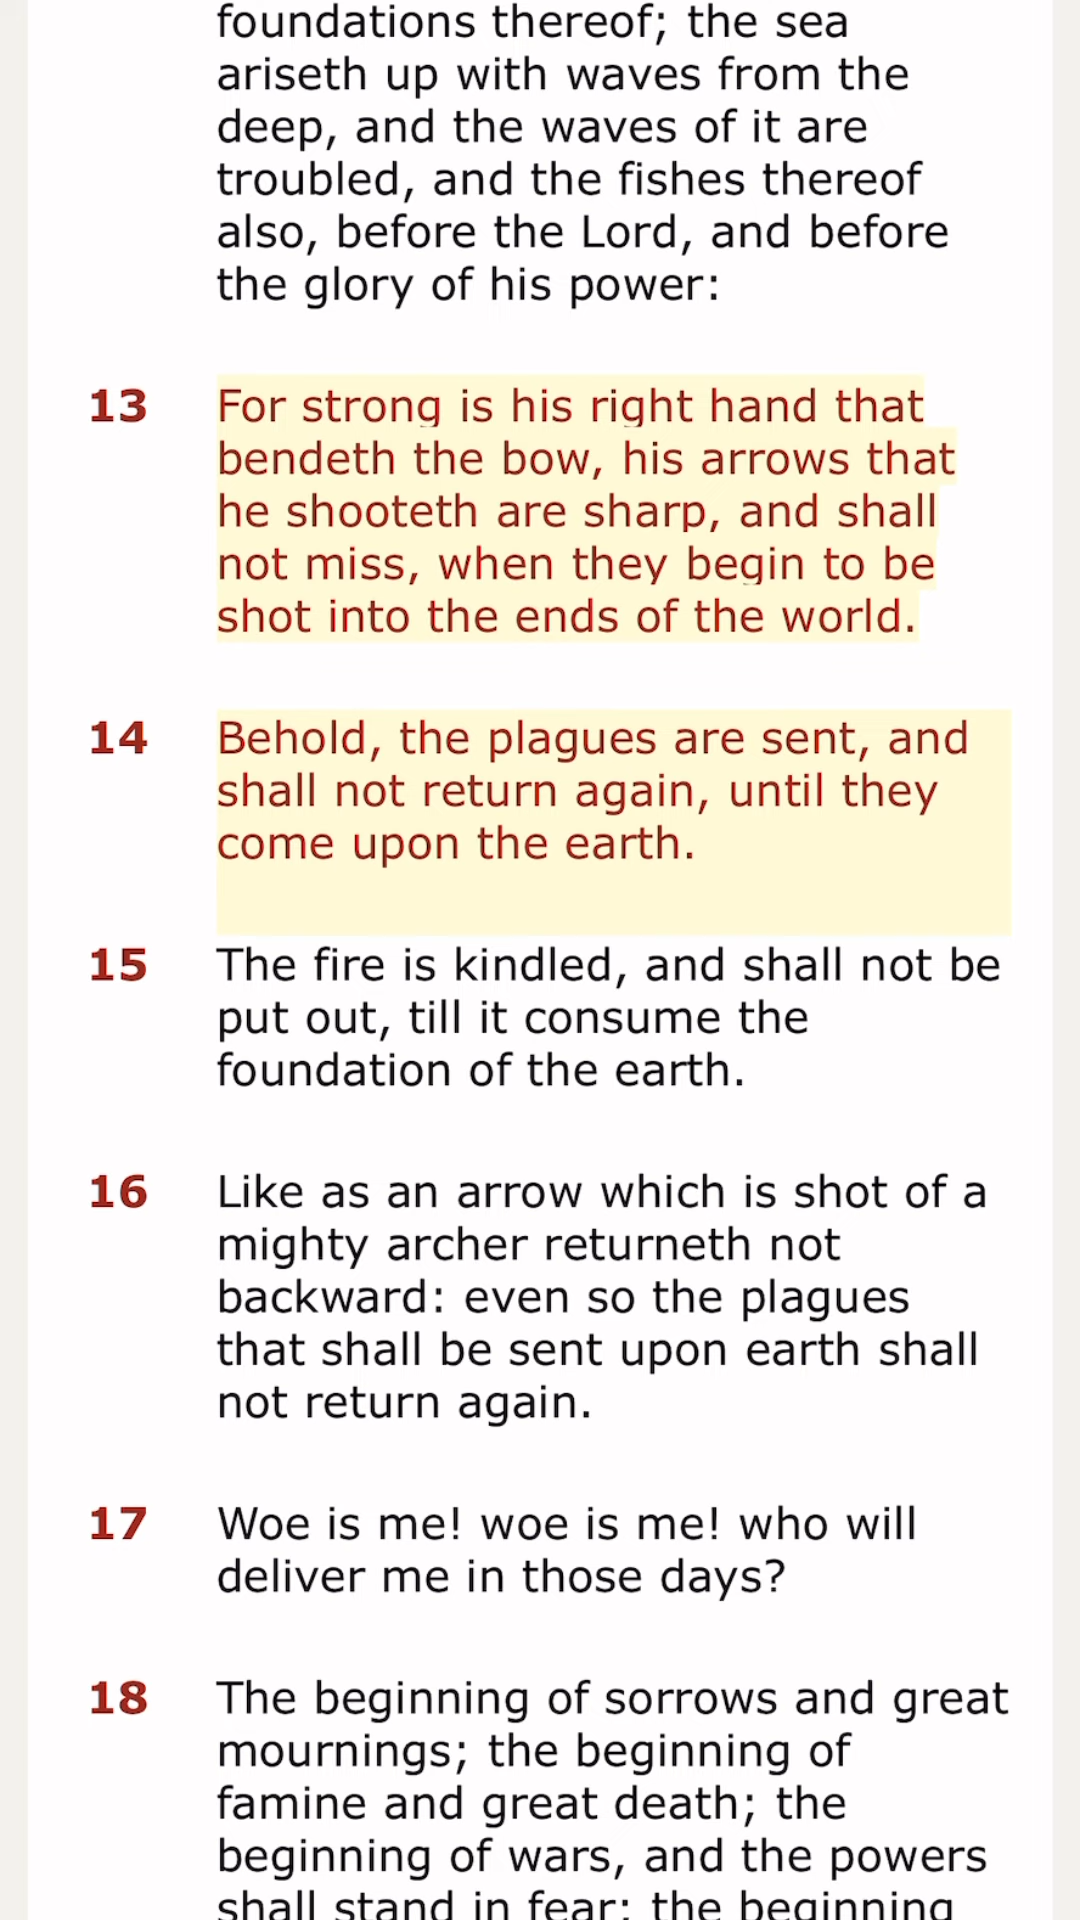 foundations thereof; the sea
ariseth up with waves from the
deep, and the waves of it are
troubled, and the fishes thereof
also, before the Lord, and before
the glory of his power:
13 For strong is his right hand that
bendeth the bow, his arrows that
he shooteth are sharp, and shall
not miss, when they begin to be
shot into the ends of the world.
14 Behold, the plagues are sent, and
shall not return again, until they
come upon the earth.
15 The fire is kindled, and shall not be
put out, till it consume the
foundation of the earth.
16 Like as an arrow which is shot of a
mighty archer returneth not
backward: even so the plagues
that shall be sent upon earth shall
not return again.
17 Woe is me! woe is me! who will
deliver me in those days?
18 The beginning of sorrows and great
mournings; the beginning of
famine and great death; the
beginning of wars, and the powers
shall stand in fear; the beginning